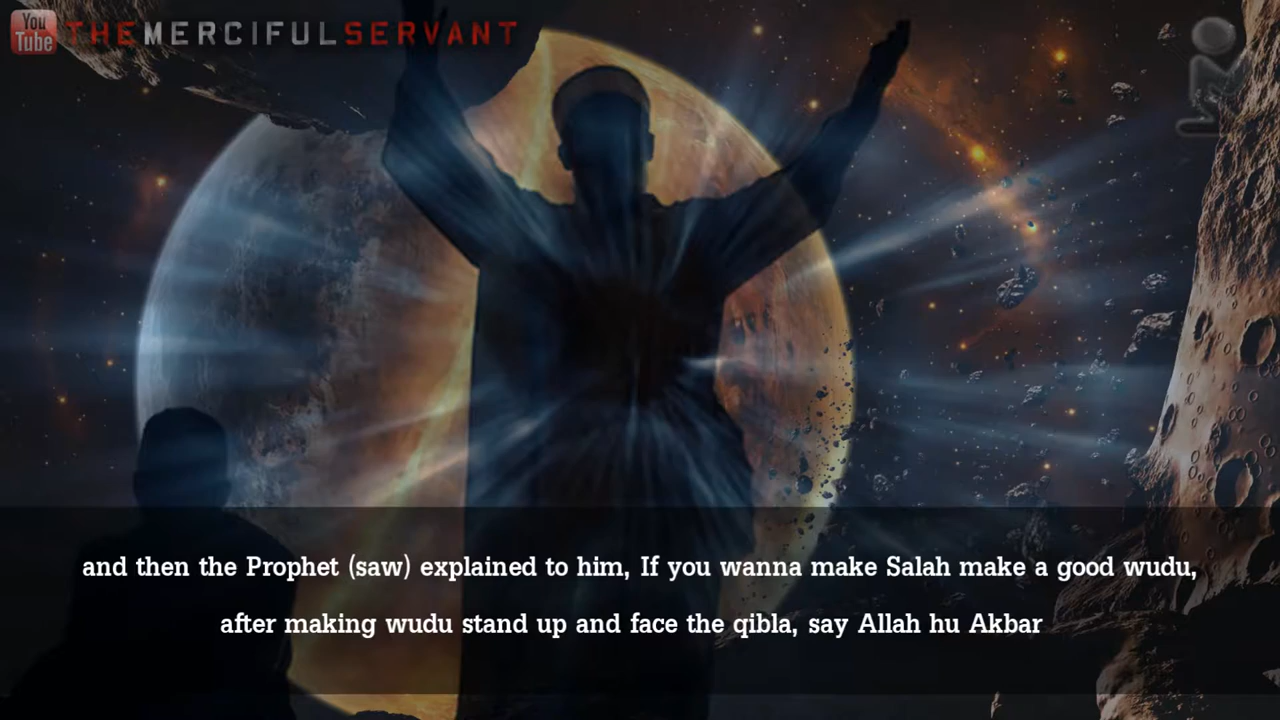 You
Tube
THEMERCIFULSERVANT
and then the Prophet (saw) explained to him, If you wanna make Salah make a good wudu,
after making wudu stand up and face the qibla, say Allah hu Akbar